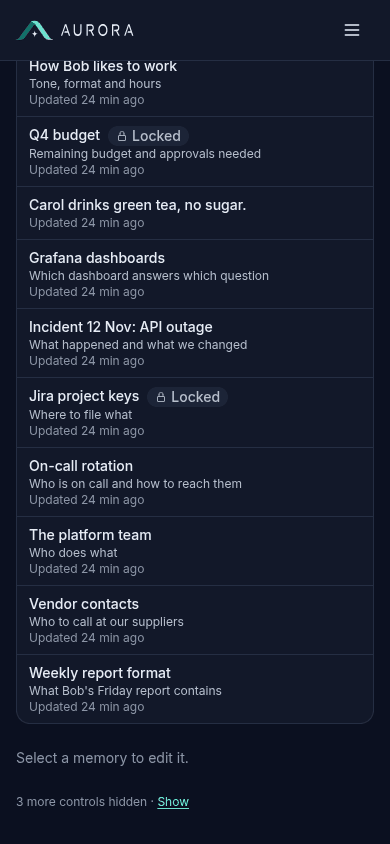 AURORA
How Bob likes to work
Tone, format and hours
Updated 24 min ago
Q4 budget Locked
Remaining budget and approvals needed
Updated 24 min ago
Carol drinks green tea, no sugar.
Updated 24 min ago
Grafana dashboards
Which dashboard answers which question
Updated 24 min ago
Incident 12 Nov: API outage
What happened and what we changed
Updated 24 min ago
Jira project keys Locked
Where to file what
Updated 24 min ago
On-call rotation
Who is on call and how to reach them
Updated 24 min ago
The platform team
Who does what
Updated 24 min ago
Vendor contacts
Who to call at our suppliers
Updated 24 min ago
Weekly report format
What Bob's Friday report contains
Updated 24 min ago
Select a memory to edit it.
3 more controls hidden · Show